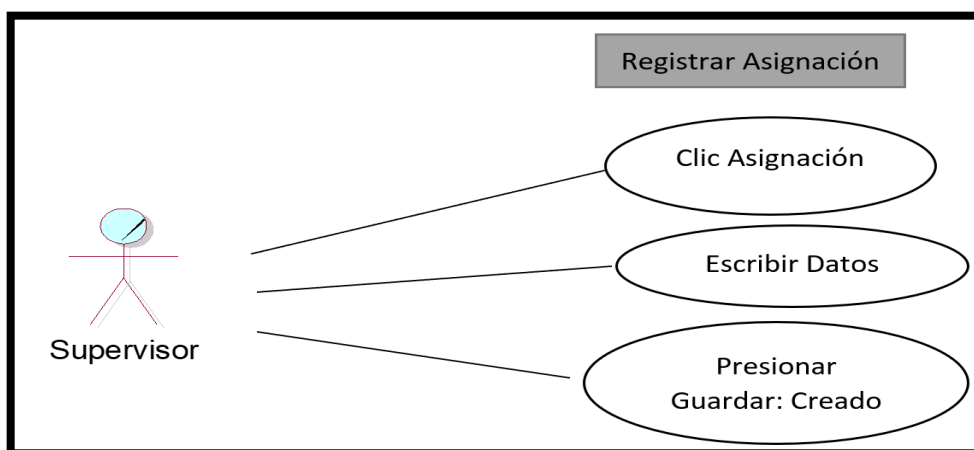 Registrar Asignación
Clic Asignación
Escribir Datos
Supervisor
Presionar
Guardar: Creado